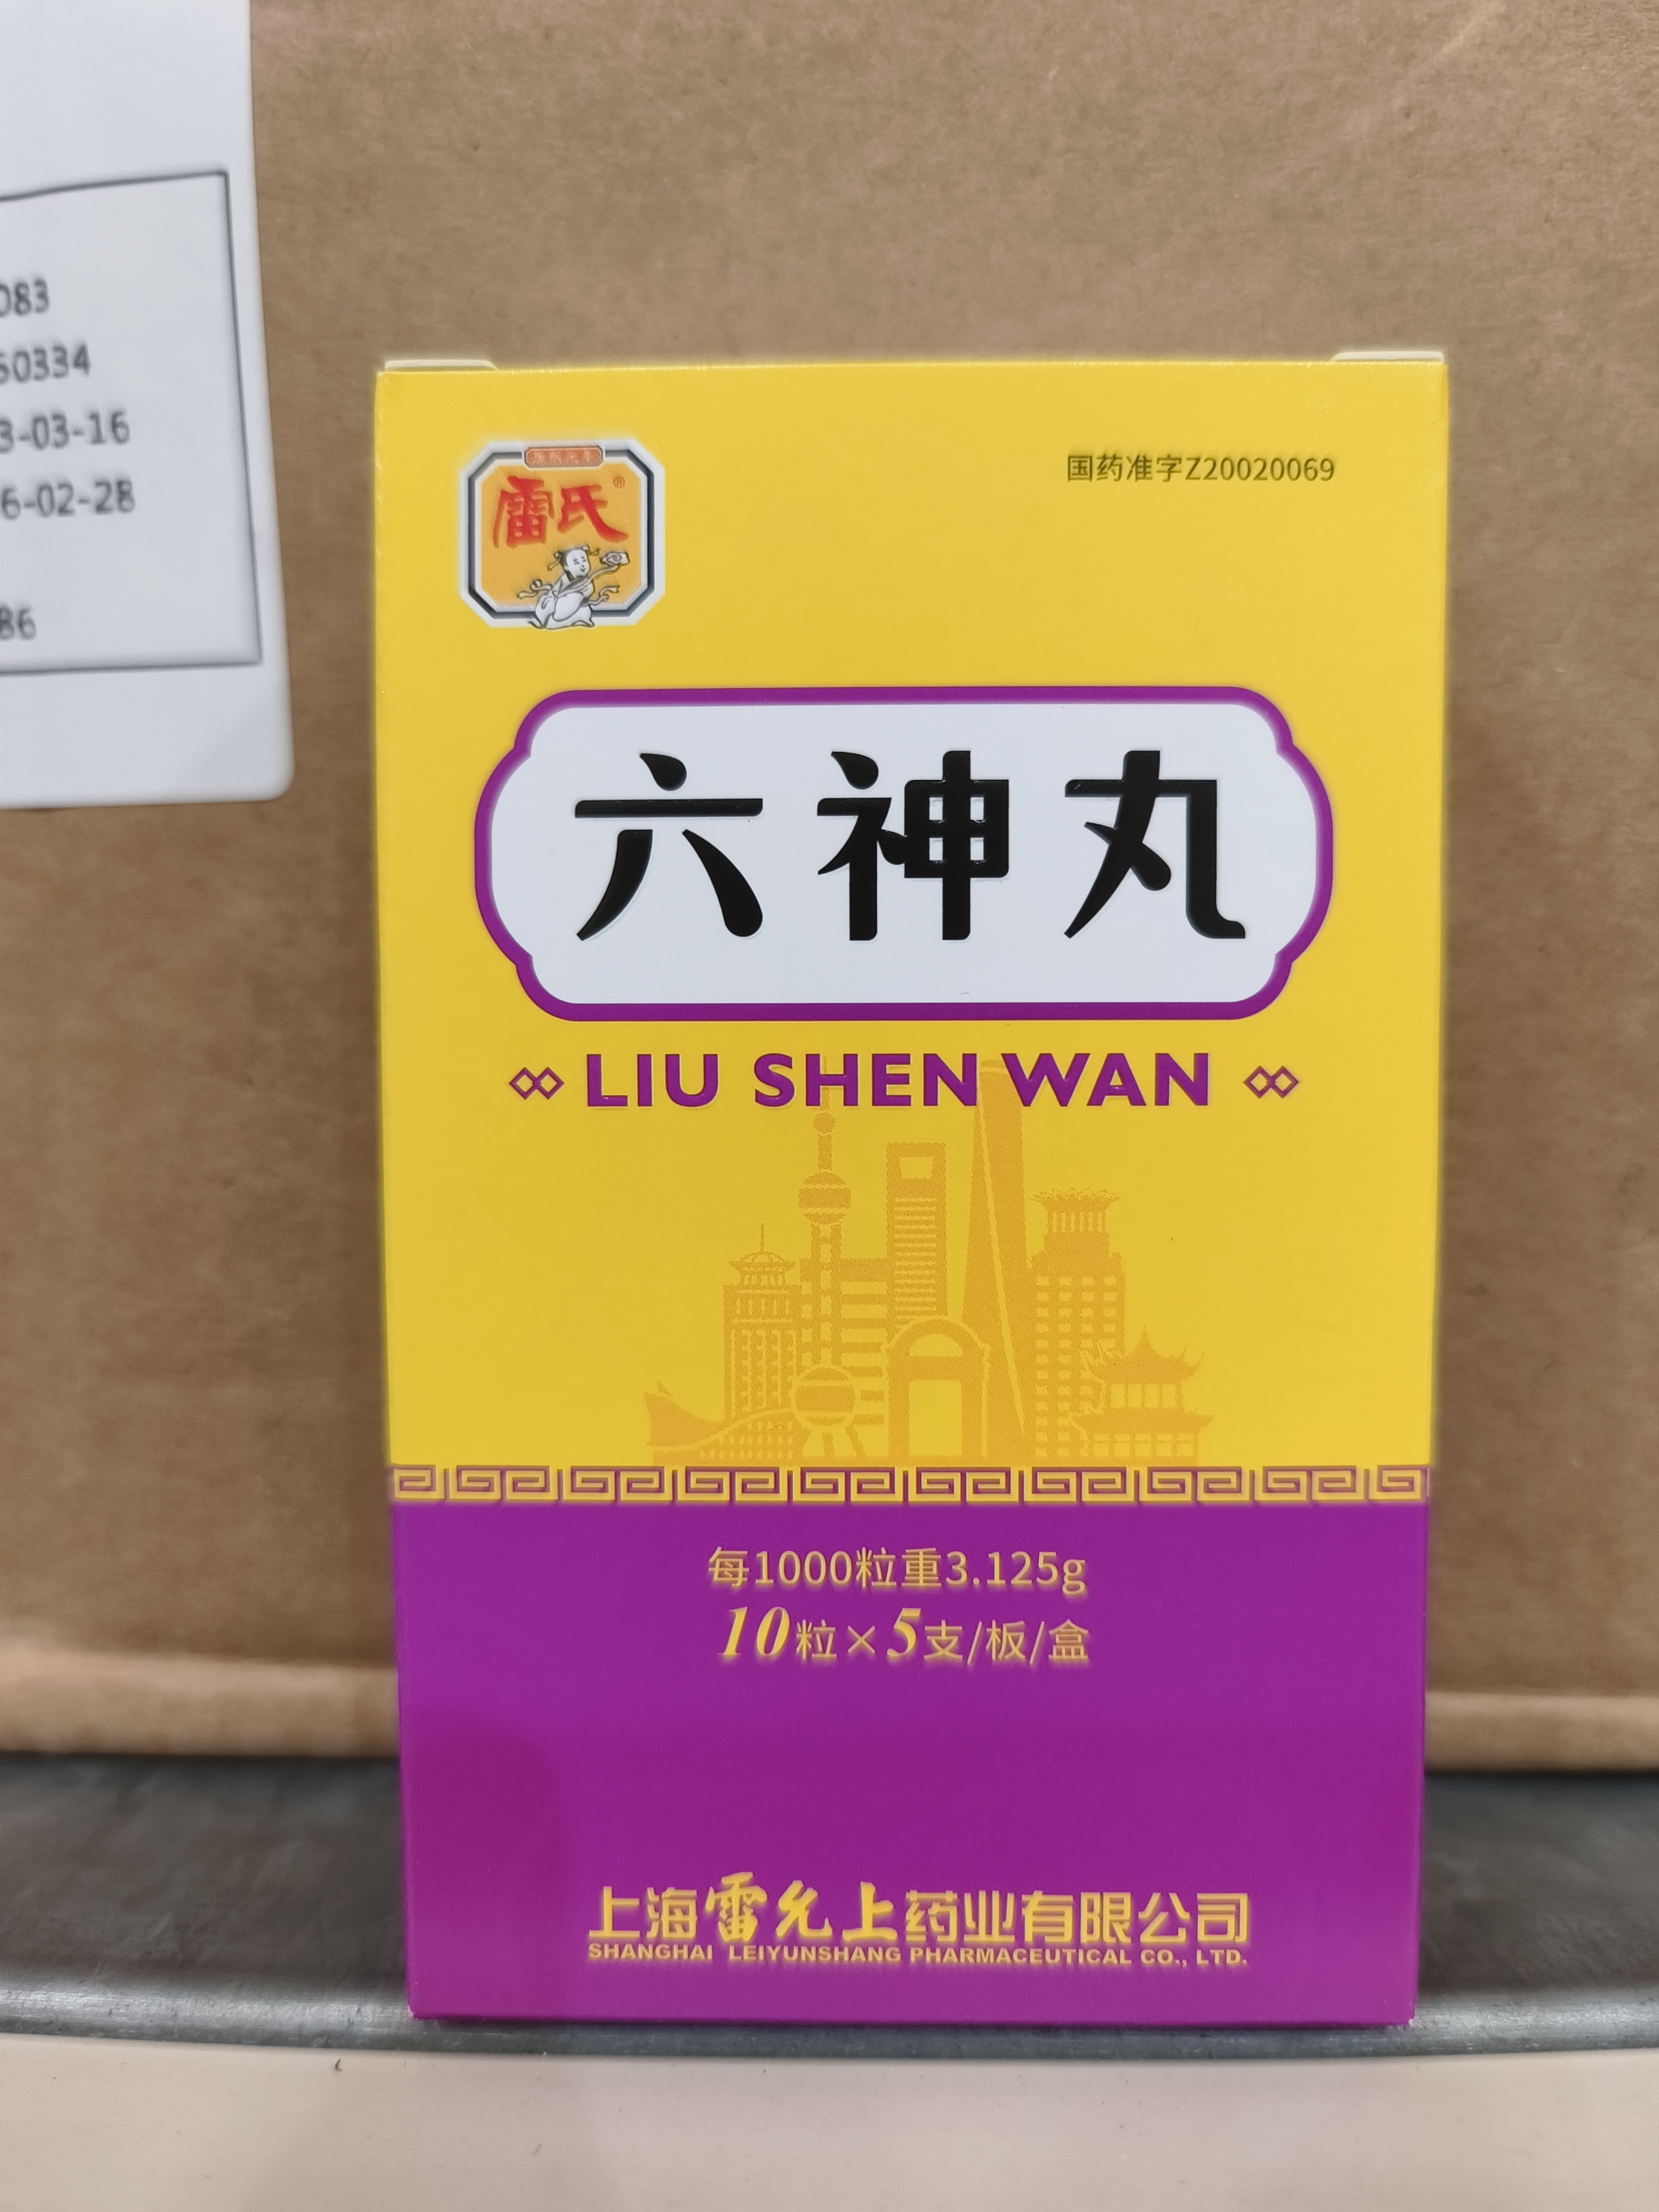 083
50334
3-03-16
6-02-28
86
雷氏®
国药准字Z20020069
六神丸
LIU SHEN WAN
每1000粒重3.125g
10粒×5支/板/盒
上海雷允上药业有限公司
SHANGHAI LEIYUNSHANG PHARMACEUTICAL CO., LTD.